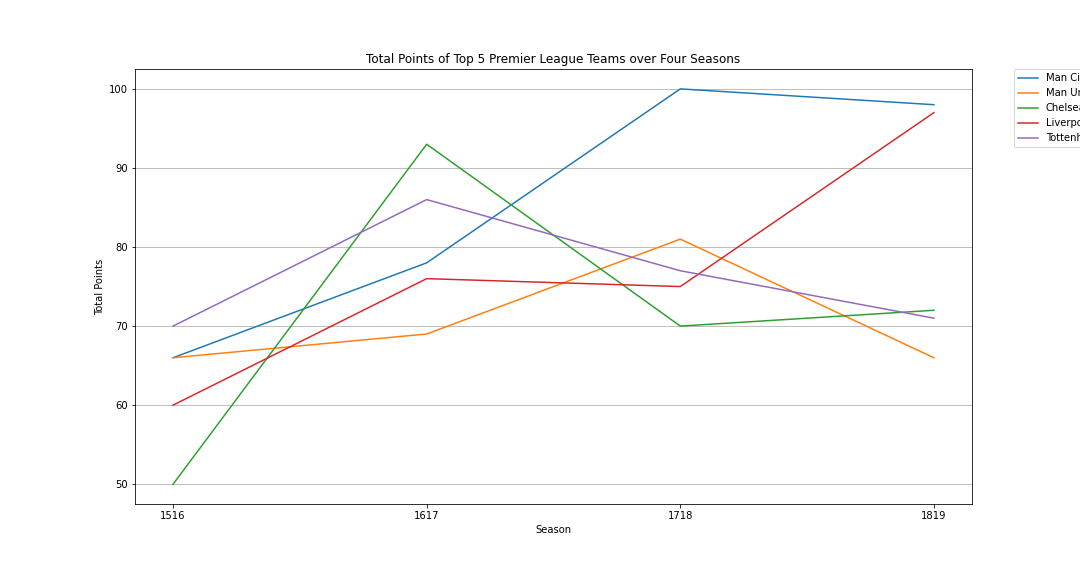 Total Points of Top 5 Premier League Teams over Four Seasons
100
90
80
70
60
50
Total Points
1516
1617
1718
1819
Season
Man Ci
Man Un
Chelsea
Liverpo
Tottenh